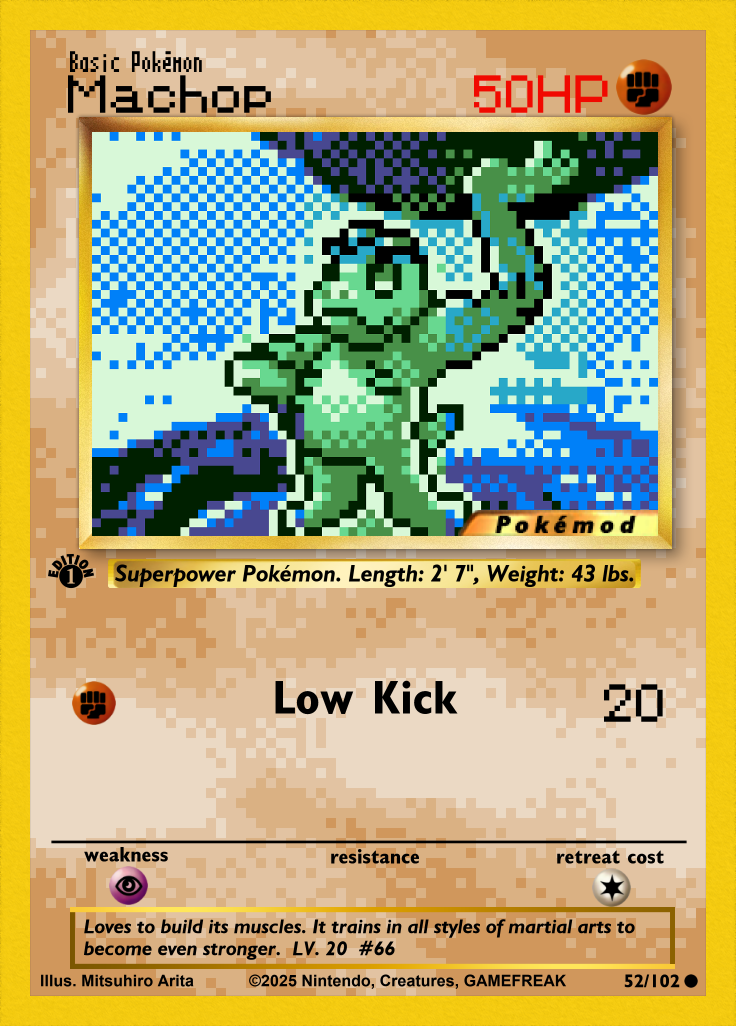 Basic Pokémon
Machop 50HP
Pokémod
EDITION
1
Superpower Pokémon. Length: 2' 7", Weight: 43 lbs.
Low Kick 20
weakness resistance retreat cost
Loves to build its muscles. It trains in all styles of martial arts to
become even stronger. LV. 20 #66
Illus. Mitsuhiro Arita ©2025 Nintendo, Creatures, GAMEFREAK 52/102